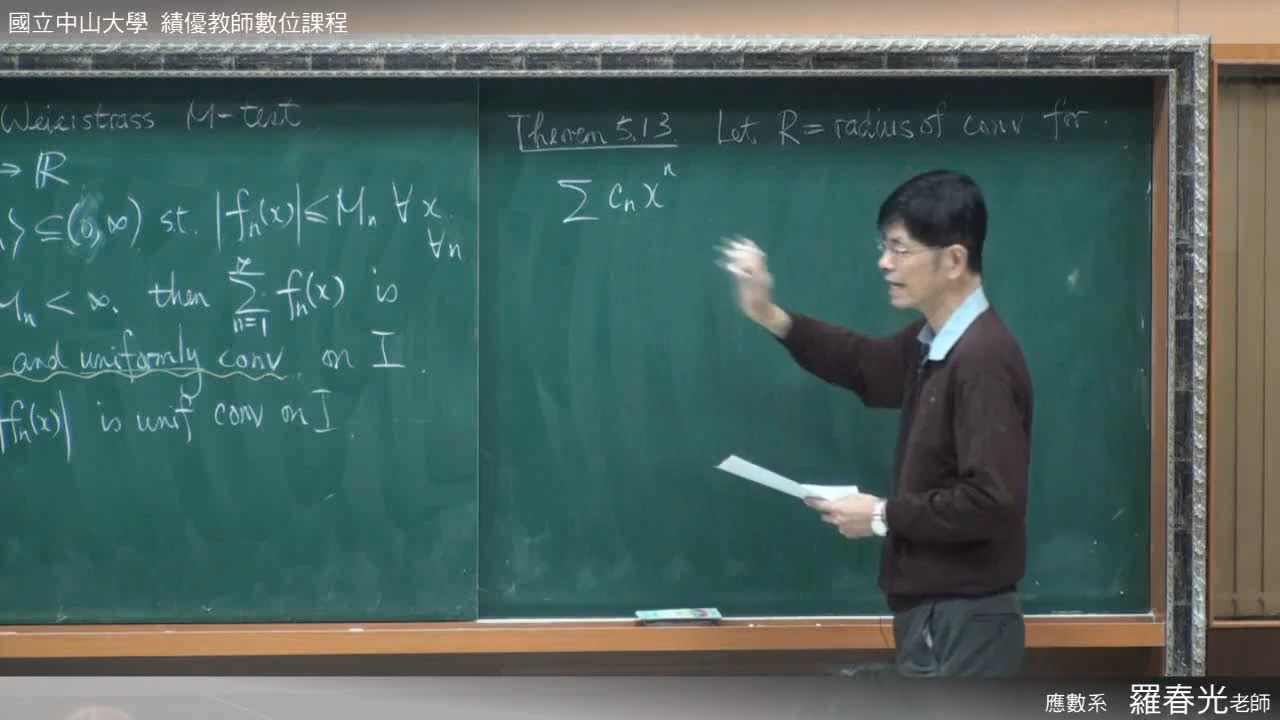 國立中山大學 績優教師數位課程
Weierstrass M-test
→ ℝ
} ⊆ (0, ∞) st. |fₙ(x)| ≤ Mₙ ∀ x
∀n
Mₙ < ∞. then ∑_{n=1}^{∞} fₙ(x) is
and uniformly conv on I.
fₙ(x)| is unif conv on I
Theorem 5.13. Let R = radius of conv for
∑ cₙxⁿ
應數系 羅春光老師